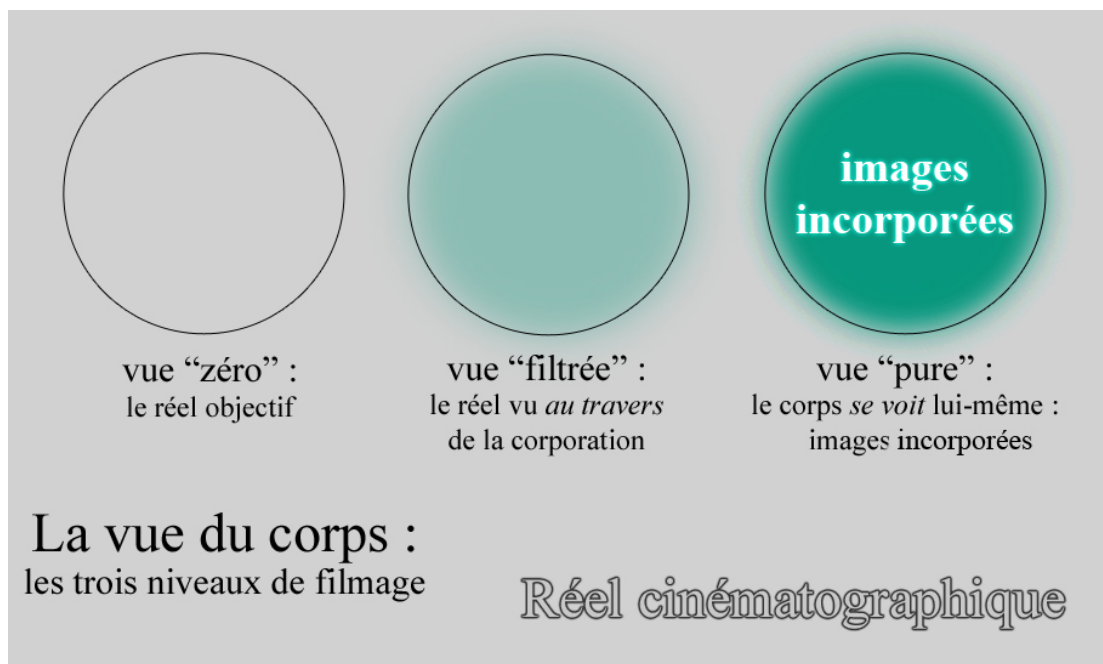 images
incorporées
vue “zéro” :
le réel objectif
vue “filtrée” :
le réel vu au travers
de la corporation
vue “pure” :
le corps se voit lui-même :
images incorporées
La vue du corps :
les trois niveaux de filmage
Réel cinématographique